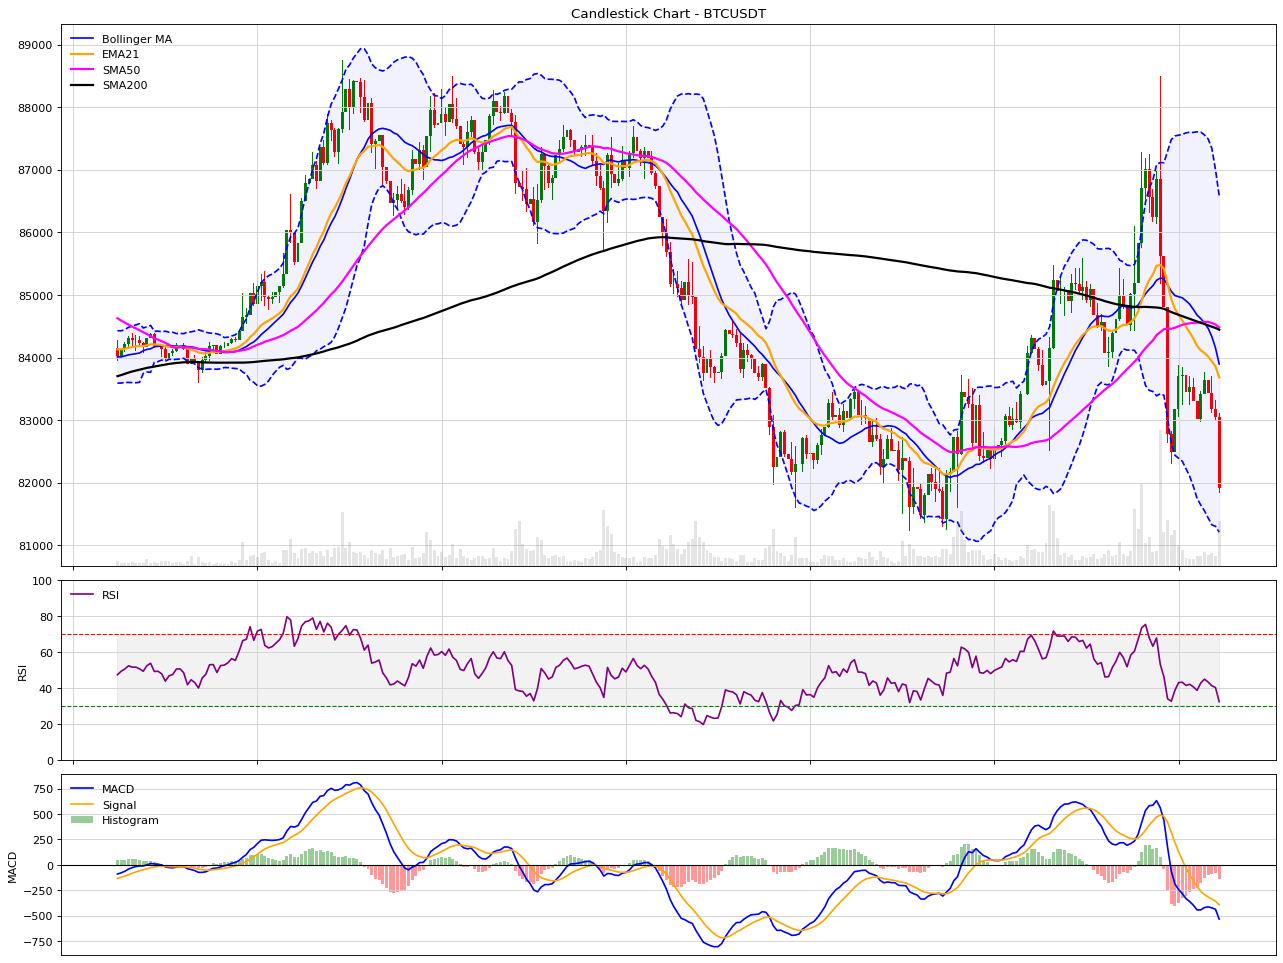 Candlestick Chart - BTCUSDT
Bollinger MA
EMA21
SMA50
SMA200
89000
88000
87000
86000
85000
84000
83000
82000
81000
RSI
100
80
60
40
20
0
RSI
MACD
Signal
Histogram
750
500
250
0
−250
−500
−750
MACD